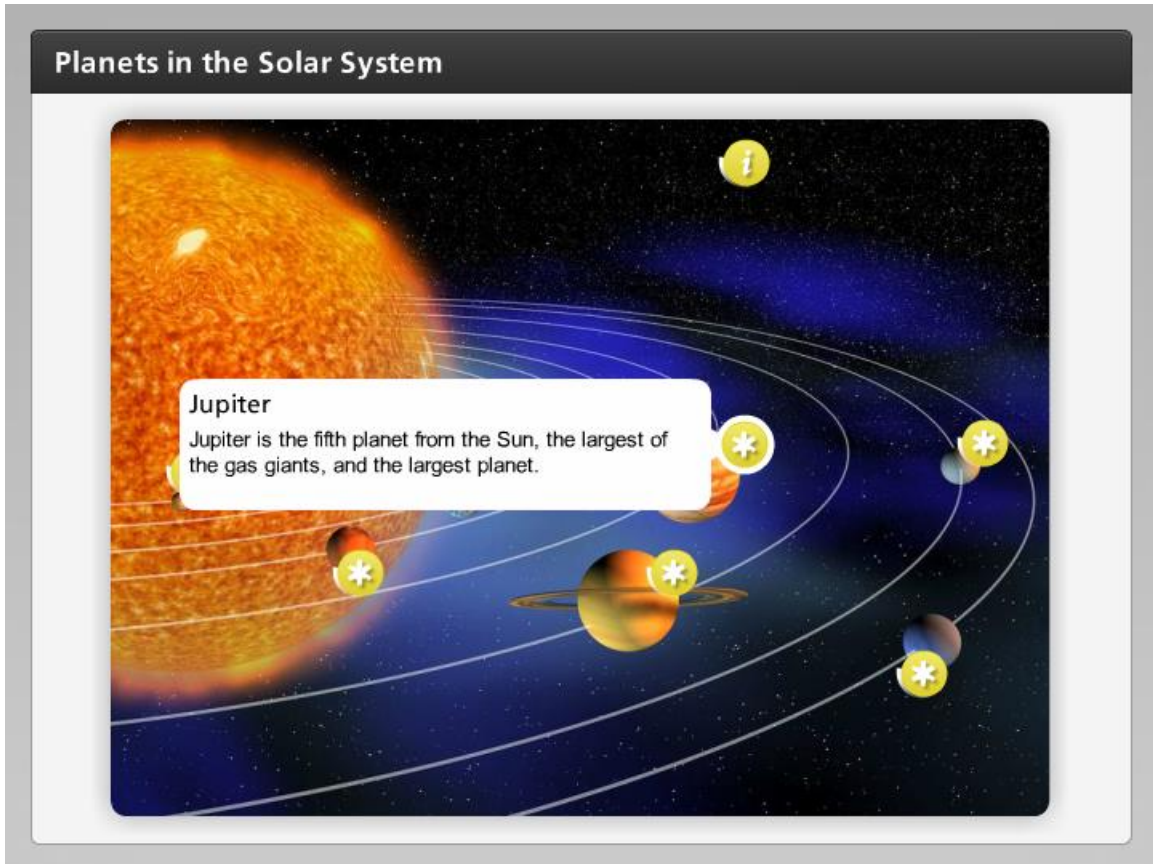 Planets in the Solar System
i
Jupiter
Jupiter is the fifth planet from the Sun, the largest of
the gas giants, and the largest planet.